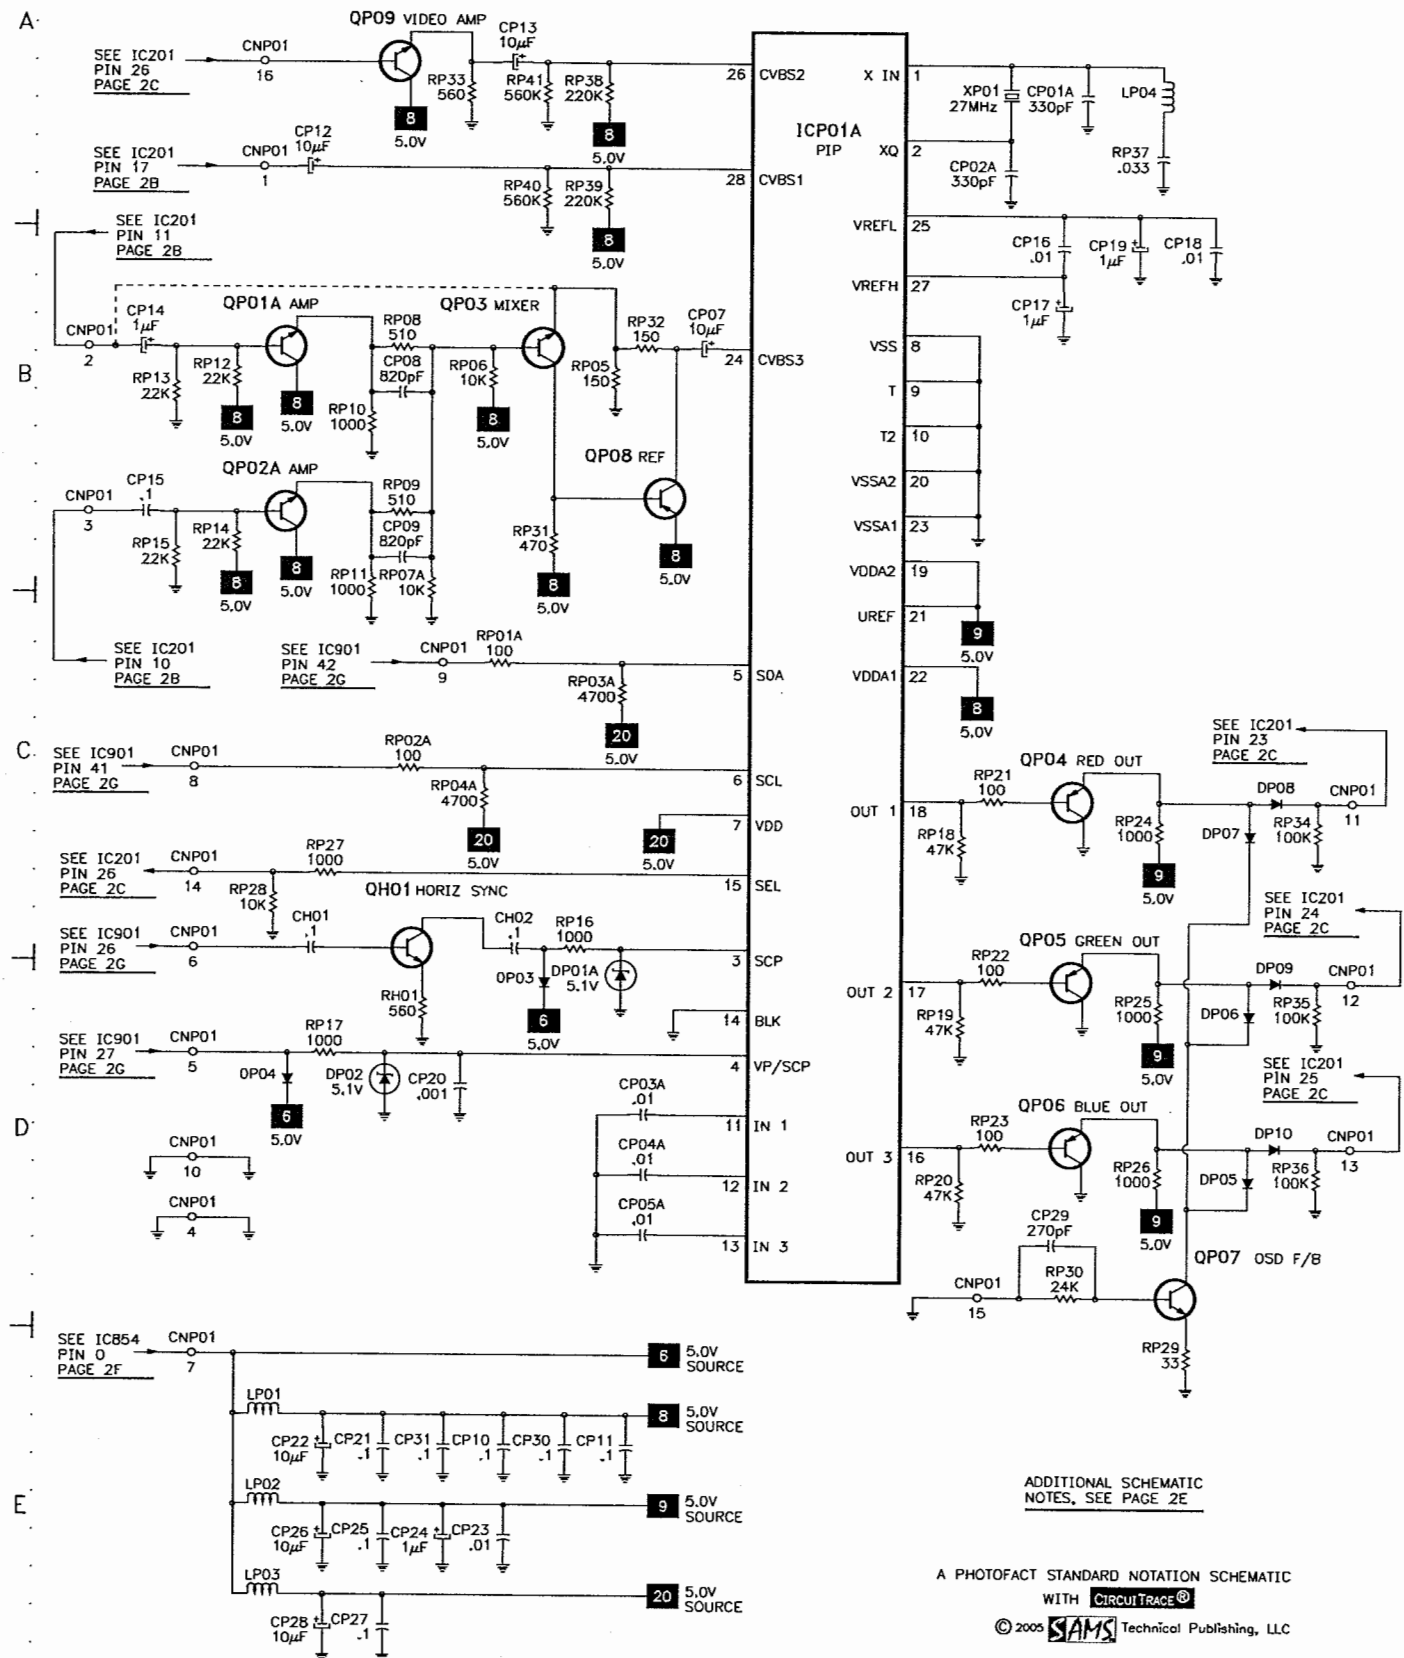 A
QP09 VIDEO AMP
CP13
10µF
SEE IC201
PIN 26
PAGE 2C
CNP01
16
RP33
560
RP41
560K
RP38
220K
8
5.0V
8
5.0V
26 CVBS2
SEE IC201
PIN 17
PAGE 2B
CNP01
1
CP12
10µF
RP40
560K
RP39
220K
8
5.0V
28 CVBS1
ICP01A
PIP
X IN 1
XP01
27MHz
CP01A
330pF
LP04
XQ 2
CP02A
330pF
RP37
.033
VREFL 25
CP16
.01
CP19
1µF
CP18
.01
VREFH 27
CP17
1µF
VSS 8
T 9
T2 10
VSSA2 20
VSSA1 23
VDDA2 19
UREF 21
9
5.0V
VDDA1 22
8
5.0V
SEE IC201
PIN 11
PAGE 2B
B
CNP01
2
CP14
1µF
QP01A AMP
RP13
22K
RP12
22K
8
5.0V
8
5.0V
RP08
510
CP08
820pF
RP10
1000
QP03 MIXER
RP06
10K
8
5.0V
RP05
150
RP32
150
CP07
10µF
24 CVBS3
QP08 REF
8
5.0V
RP31
470
8
5.0V
CNP01
3
CP15
.1
QP02A AMP
RP15
22K
RP14
22K
8
5.0V
8
5.0V
RP09
510
CP09
820pF
RP11
1000
RP07A
10K
SEE IC201
PIN 10
PAGE 2B
SEE IC901
PIN 42
PAGE 2G
CNP01
9
RP01A
100
RP03A
4700
20
5.0V
5 S0A
C
SEE IC901
PIN 41
PAGE 2G
CNP01
8
RP02A
100
RP04A
4700
20
5.0V
6 SCL
20
5.0V
7 VDD
SEE IC201
PIN 26
PAGE 2C
CNP01
14
RP28
10K
RP27
1000
15 SEL
SEE IC901
PIN 26
PAGE 2G
CNP01
6
CH01
.1
QH01 HORIZ SYNC
RH01
560
CH02
.1
RP16
1000
0P03
6
5.0V
DP01A
5.1V
3 SCP
14 BLK
SEE IC901
PIN 27
PAGE 2G
CNP01
5
0P04
6
5.0V
RP17
1000
DP02
5.1V
CP20
.001
4 VP/SCP
D
CNP01
10
CNP01
4
CP03A
.01
11 IN 1
CP04A
.01
12 IN 2
CP05A
.01
13 IN 3
OUT 1 18
RP18
47K
RP21
100
QP04 RED OUT
RP24
1000
9
5.0V
DP07
DP08
RP34
100K
CNP01
11
SEE IC201
PIN 23
PAGE 2C
OUT 2 17
RP19
47K
RP22
100
QP05 GREEN OUT
RP25
1000
9
5.0V
DP06
DP09
RP35
100K
CNP01
12
SEE IC201
PIN 24
PAGE 2C
OUT 3 16
RP20
47K
RP23
100
QP06 BLUE OUT
RP26
1000
9
5.0V
DP05
DP10
RP36
100K
CNP01
13
SEE IC201
PIN 25
PAGE 2C
CNP01
15
CP29
270pF
RP30
24K
QP07 OSD F/B
RP29
33
SEE IC854
PIN O
PAGE 2F
CNP01
7
6 5.0V
SOURCE
LP01
CP22
10µF
CP21
.1
CP31
.1
CP10
.1
CP30
.1
CP11
.1
8 5.0V
SOURCE
E
LP02
CP26
10µF
CP25
.1
CP24
1µF
CP23
.01
9 5.0V
SOURCE
LP03
CP28
10µF
CP27
.1
20 5.0V
SOURCE
ADDITIONAL SCHEMATIC
NOTES, SEE PAGE 2E
A PHOTOFACT STANDARD NOTATION SCHEMATIC
WITH CIRCUITRACE®
© 2005 SAMS Technical Publishing, LLC